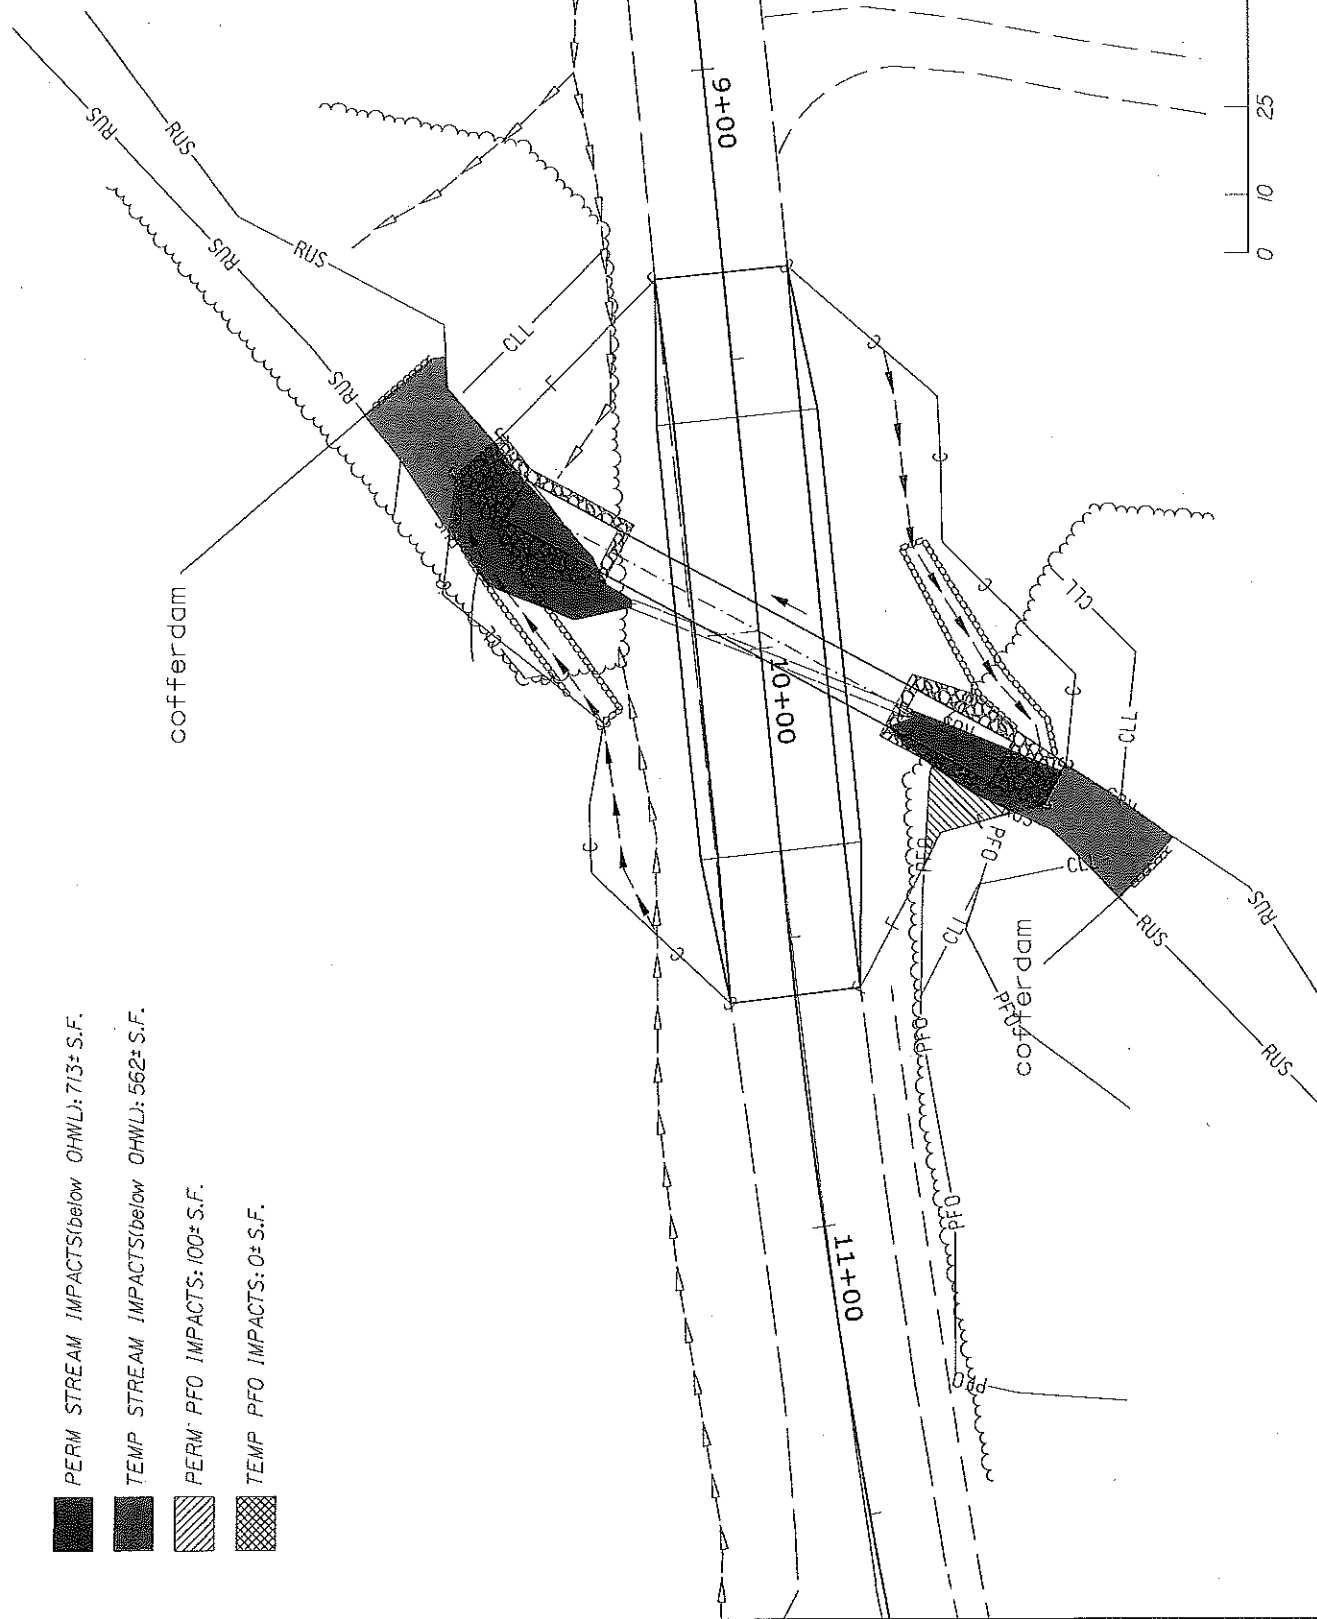 PERM STREAM IMPACTS(below OHWL): 713± S.F.
TEMP STREAM IMPACTS(below OHWL): 562± S.F.
PERM PFO IMPACTS: 100± S.F.
TEMP PFO IMPACTS: 0± S.F.
cofferdam
RUS
RUS
RUS
RUS
RUS
CLL
F
9+00
10+00
11+00
0
10
25
C
C
C
C
C
CLL
CLL
CLL
CLL
PFO
PFO
PFO
PFO
PFO
PFO
F
cofferdam
RUS
RUS
RUS